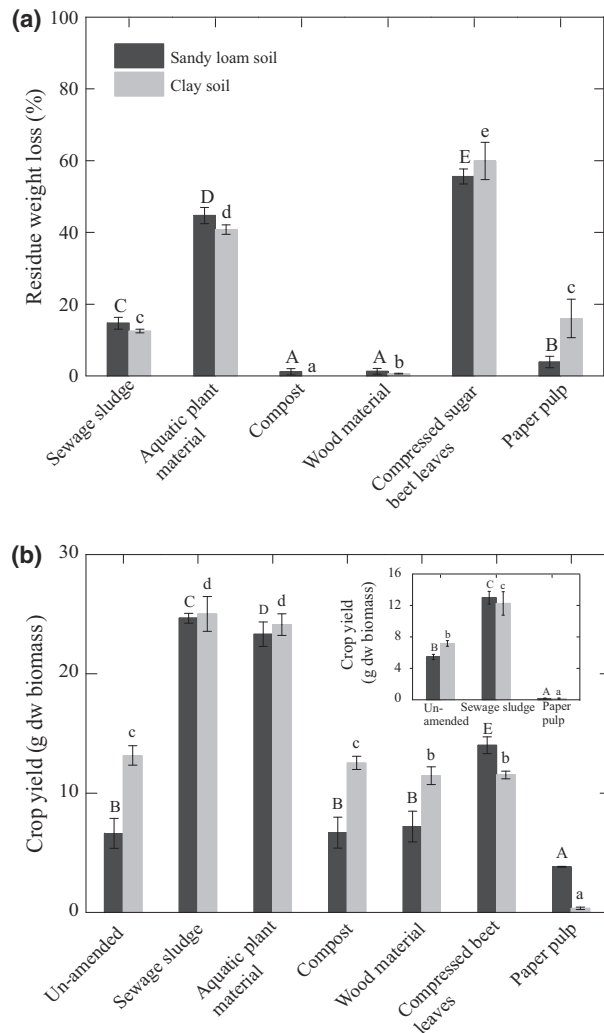 (a)
100
80
60
40
20
0
Residue weight loss (%)
Sandy loam soil
Clay soil
C
c
D
d
A
a
A
b
E
e
B
c
Sewage sludge
Aquatic plant
material
Compost
Wood material
Compressed sugar
beet leaves
Paper pulp
(b)
30
20
10
0
Crop yield (g dw biomass)
B
c
C
d
D
d
B
c
B
b
E
b
A
a
Un-amended
Sewage sludge
Aquatic plant
material
Compost
Wood material
Compressed beet
leaves
Paper pulp
16
12
8
4
0
Crop yield
(g dw biomass)
B
b
C
c
A
a
Un-
amended
Sewage sludge
Paper
pulp